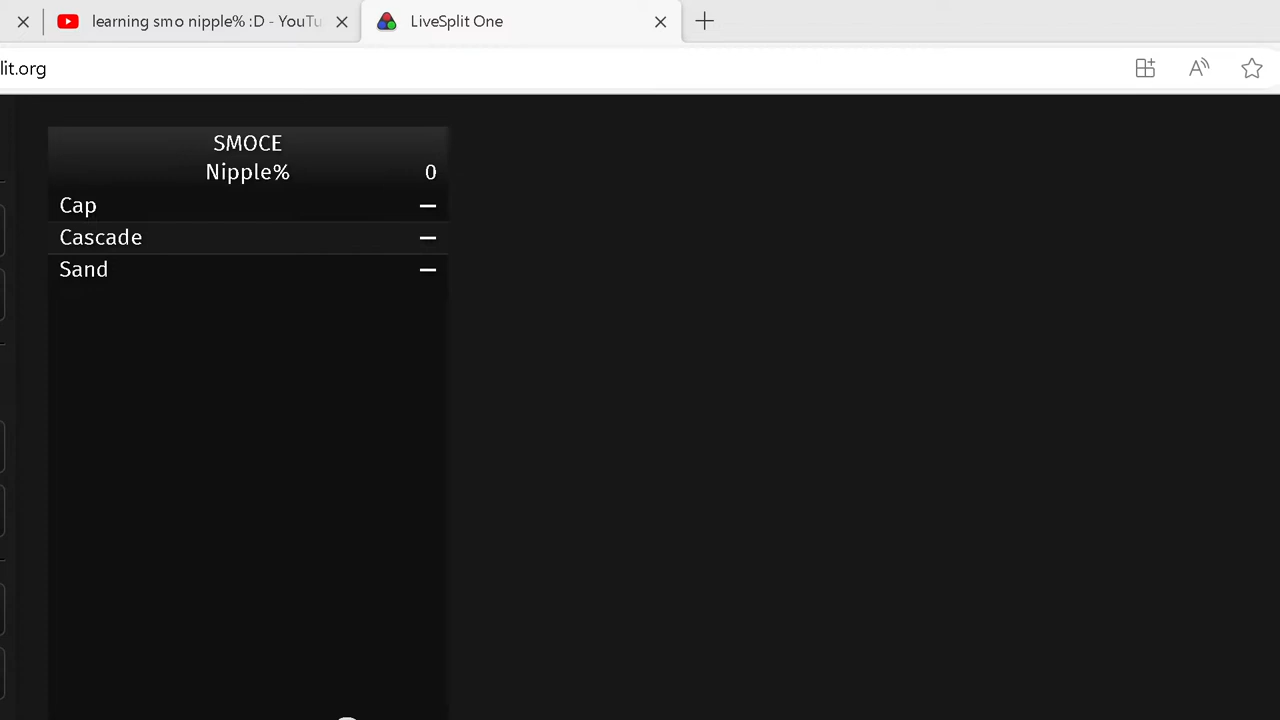 learning smo nipple% :D - YouTu
LiveSplit One
lit.org
SMOCE
Nipple% 0
Cap —
Cascade —
Sand —